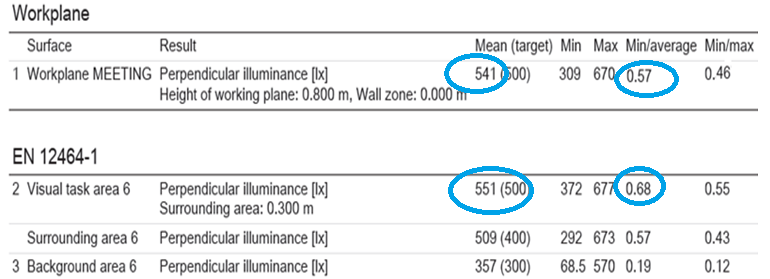 Workplane
Surface Result Mean (target) Min Max Min/average Min/max
1 Workplane MEETING Perpendicular illuminance [lx] 541 (500) 309 670 0.57 0.46
Height of working plane: 0.800 m, Wall zone: 0.000 m
EN 12464-1
2 Visual task area 6 Perpendicular illuminance [lx] 551 (500) 372 677 0.68 0.55
Surrounding area: 0.300 m
Surrounding area 6 Perpendicular illuminance [lx] 509 (400) 292 673 0.57 0.43
3 Background area 6 Perpendicular illuminance [lx] 357 (300) 68.5 570 0.19 0.12